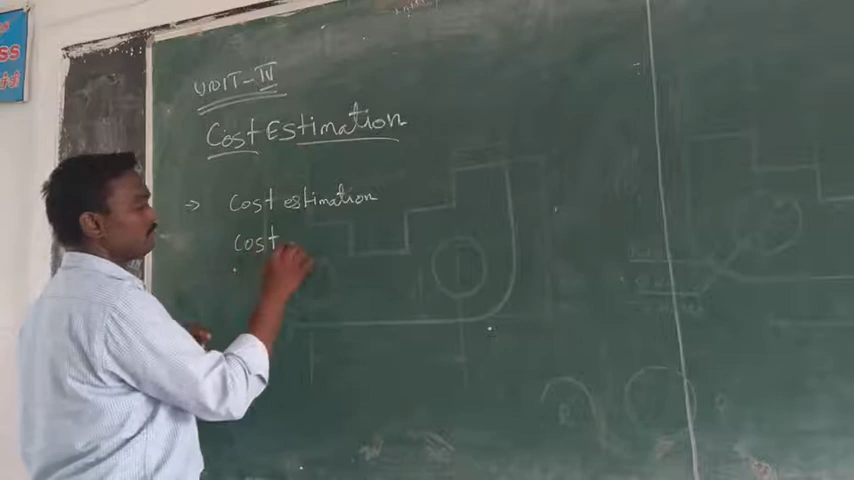 UNIT-IV
Cost Estimation
→ Cost estimation
Cost